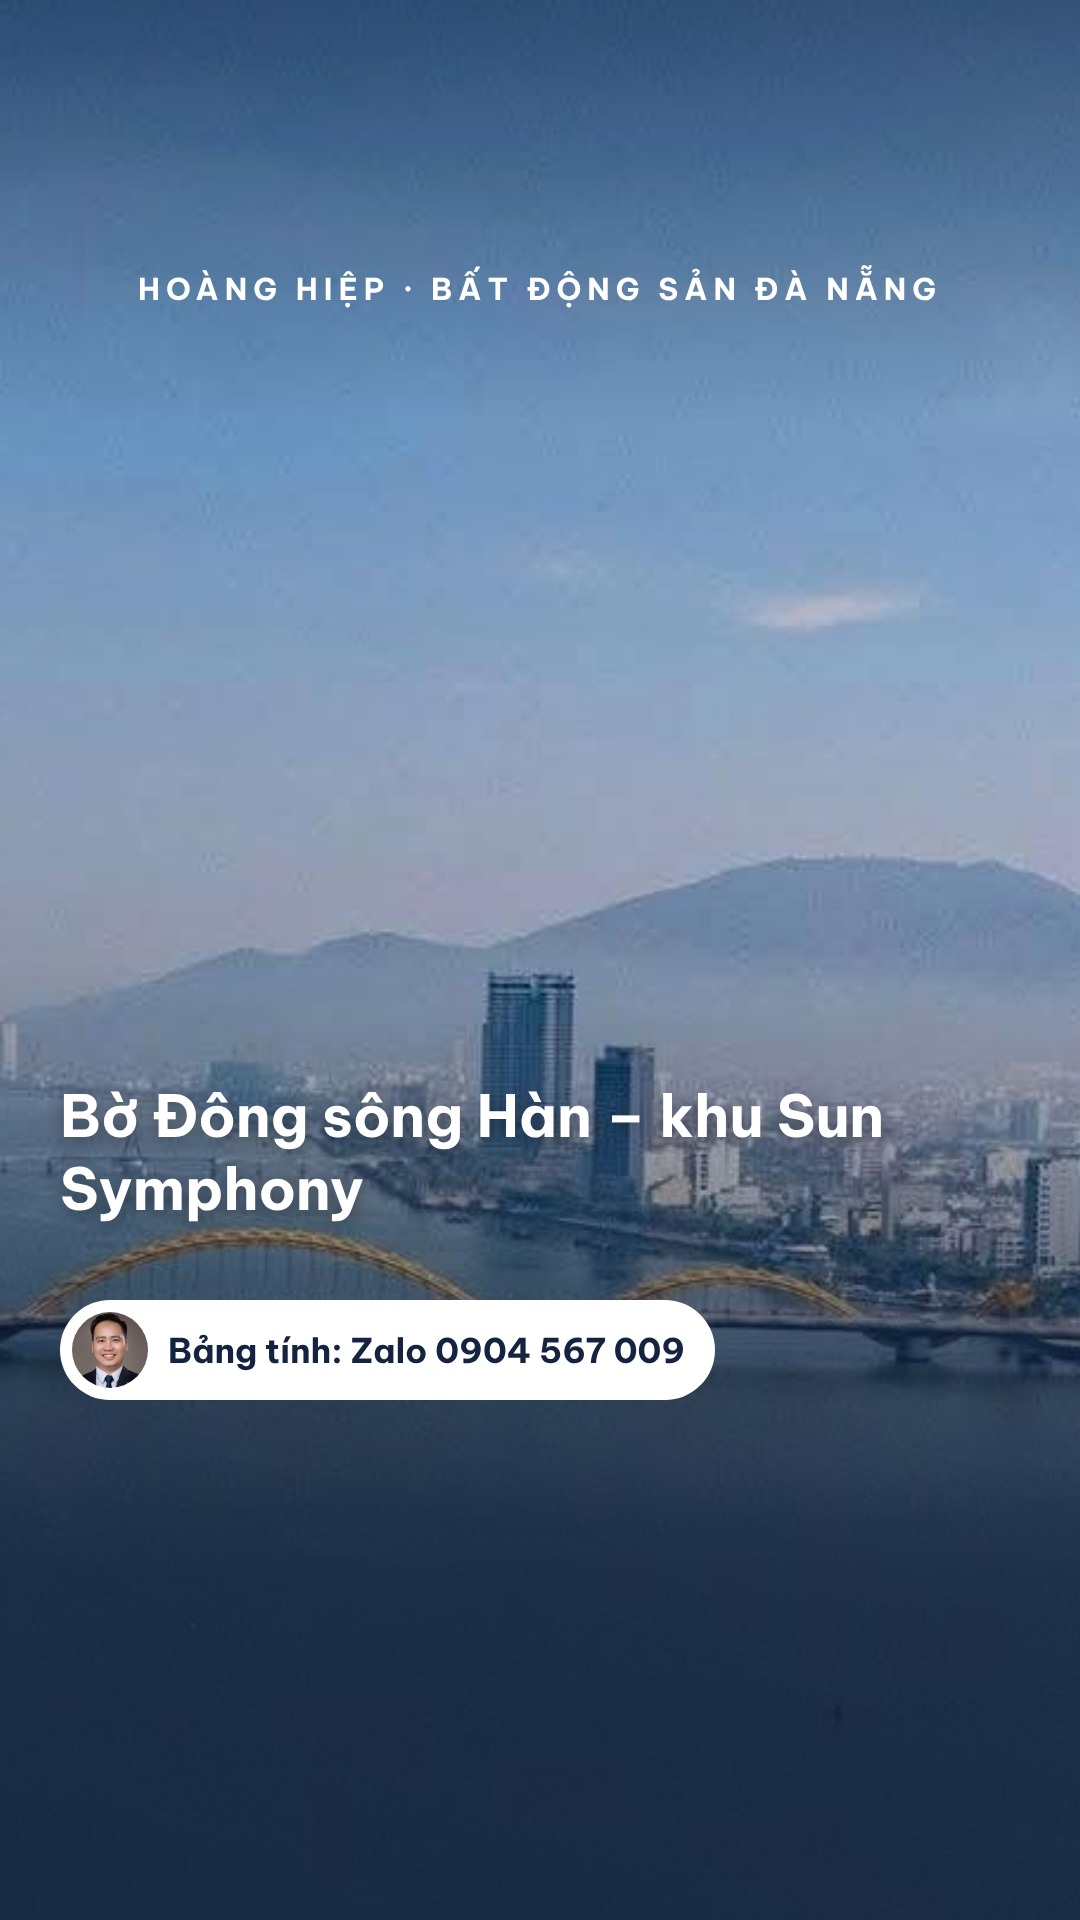 HOÀNG HIỆP · BẤT ĐỘNG SẢN ĐÀ NẴNG
Bờ Đông sông Hàn – khu Sun
Symphony
Bảng tính: Zalo 0904 567 009